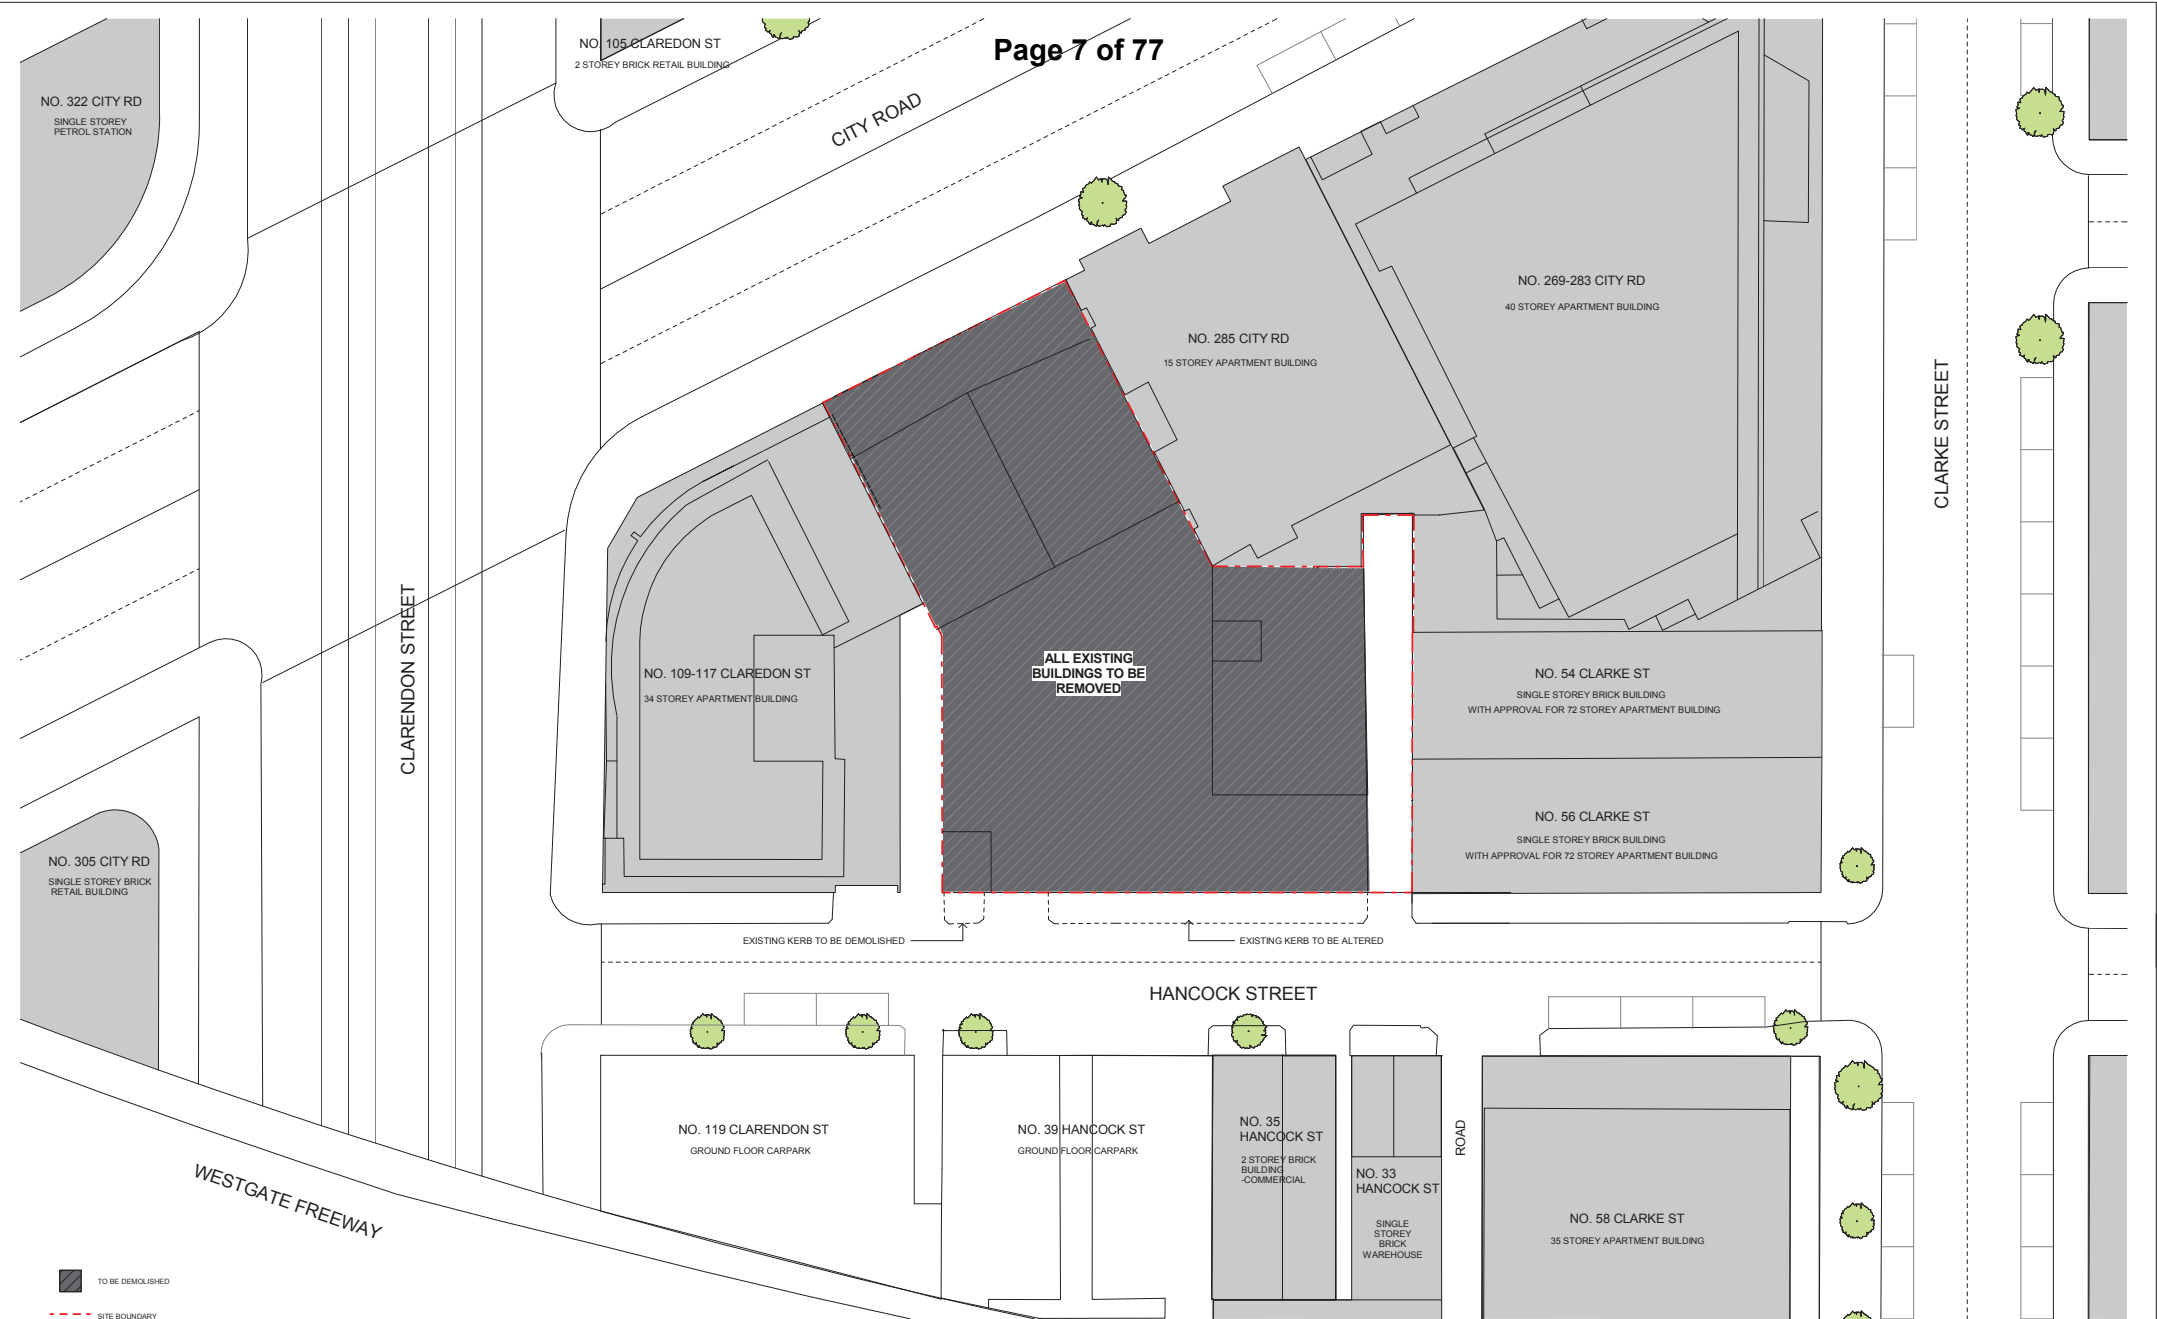 Page 7 of 77
NO. 105 CLAREDON ST
2 STOREY BRICK RETAIL BUILDING
NO. 322 CITY RD
SINGLE STOREY
PETROL STATION
CITY ROAD
NO. 269-283 CITY RD
40 STOREY APARTMENT BUILDING
NO. 285 CITY RD
15 STOREY APARTMENT BUILDING
CLARKE STREET
CLARENDON STREET
NO. 109-117 CLAREDON ST
34 STOREY APARTMENT BUILDING
ALL EXISTING
BUILDINGS TO BE
REMOVED
NO. 54 CLARKE ST
SINGLE STOREY BRICK BUILDING
WITH APPROVAL FOR 72 STOREY APARTMENT BUILDING
NO. 56 CLARKE ST
SINGLE STOREY BRICK BUILDING
WITH APPROVAL FOR 72 STOREY APARTMENT BUILDING
NO. 305 CITY RD
SINGLE STOREY BRICK
RETAIL BUILDING
EXISTING KERB TO BE DEMOLISHED
EXISTING KERB TO BE ALTERED
HANCOCK STREET
NO. 119 CLARENDON ST
GROUND FLOOR CARPARK
NO. 39 HANCOCK ST
GROUND FLOOR CARPARK
NO. 35
HANCOCK ST
2 STOREY BRICK
BUILDING
-COMMERCIAL
NO. 33
HANCOCK ST
SINGLE
STOREY
BRICK
WAREHOUSE
ROAD
NO. 58 CLARKE ST
35 STOREY APARTMENT BUILDING
WESTGATE FREEWAY
TO BE DEMOLISHED
SITE BOUNDARY